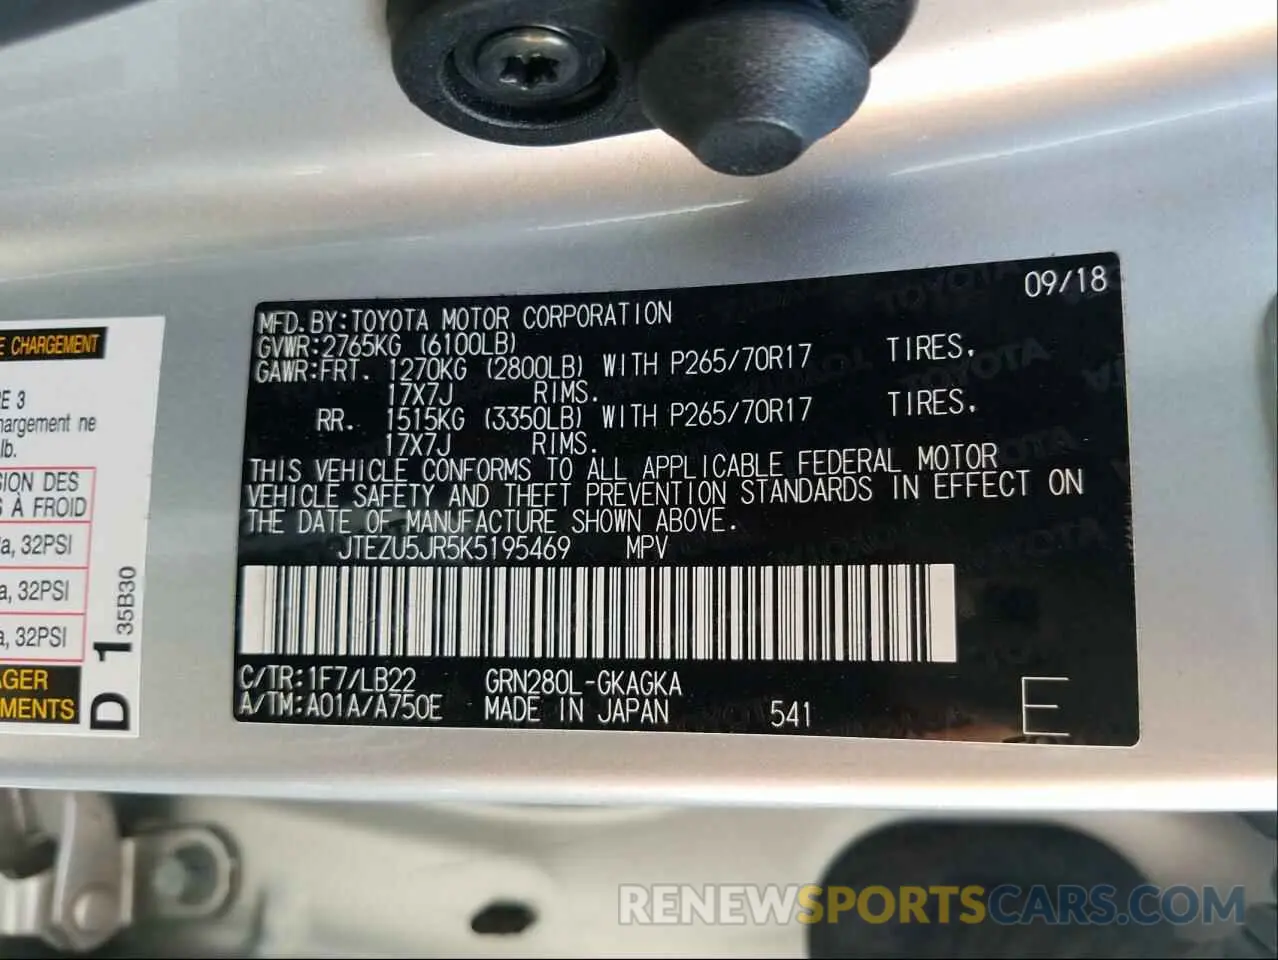 09/18
MFD. BY:TOYOTA MOTOR CORPORATION
GVWR:2765KG (6100LB)
GAWR:FRT. 1270KG (2800LB) WITH P265/70R17 TIRES,
17X7J RIMS.
RR. 1515KG (3350LB) WITH P265/70R17 TIRES,
17X7J RIMS.
THIS VEHICLE CONFORMS TO ALL APPLICABLE FEDERAL MOTOR
VEHICLE SAFETY AND THEFT PREVENTION STANDARDS IN EFFECT ON
THE DATE OF MANUFACTURE SHOWN ABOVE.
JTEZU5JR5K5195469 MPV
C/TR:1F7/LB22 GRN280L-GKAGKA
A/TM:A01A/A750E MADE IN JAPAN 541 E
E CHARGEMENT
E 3
hargement ne
lb.
SION DES
À FROID
a, 32PSI
a, 32PSI
a, 32PSI
AGER
MENTS
D 1 35B30
RENEWSPORTSCARS.COM